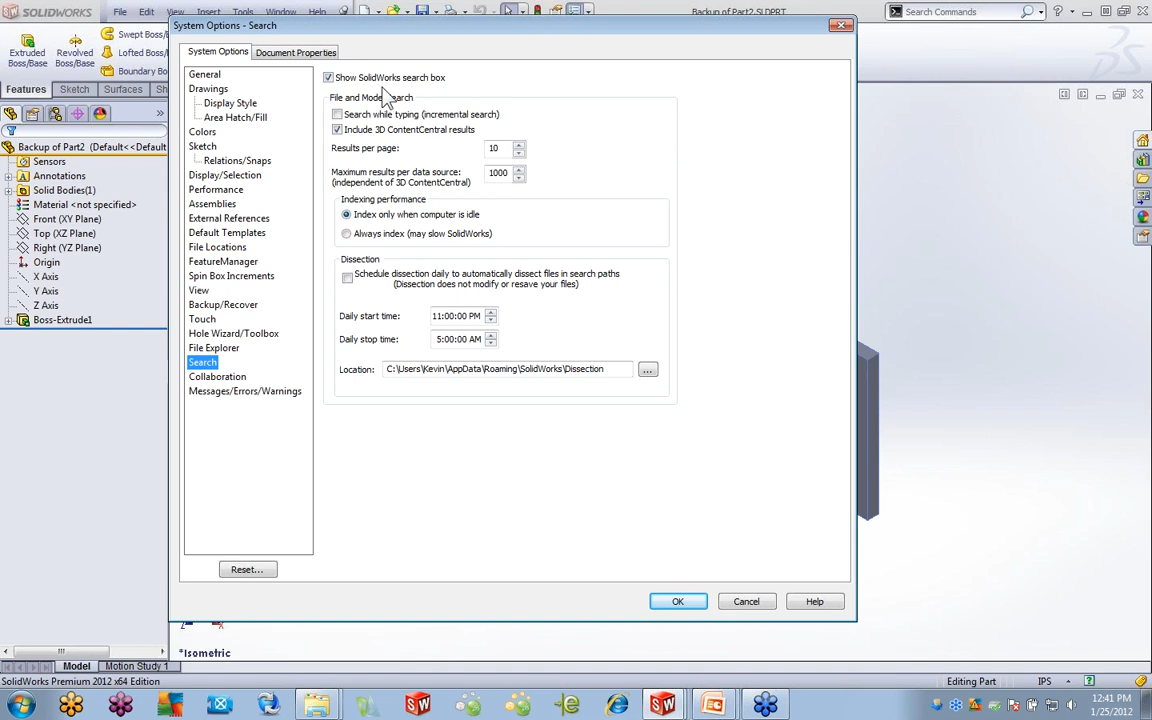 SOLIDWORKS File Edit View Insert Tools Window Help
Backup of Part2.SLDPRT
Search Commands
System Options - Search
Extruded Boss/Base
Revolved Boss/Base
Swept Boss/B
Lofted Boss/B
Boundary Bo
Features Sketch Surfaces Sh
Backup of Part2 (Default<<Default
Sensors
Annotations
Solid Bodies(1)
Material <not specified>
Front (XY Plane)
Top (XZ Plane)
Right (YZ Plane)
Origin
X Axis
Y Axis
Z Axis
Boss-Extrude1
System Options Document Properties
General
Drawings
Display Style
Area Hatch/Fill
Colors
Sketch
Relations/Snaps
Display/Selection
Performance
Assemblies
External References
Default Templates
File Locations
FeatureManager
Spin Box Increments
View
Backup/Recover
Touch
Hole Wizard/Toolbox
File Explorer
Search
Collaboration
Messages/Errors/Warnings
Reset...
Show SolidWorks search box
File and Model Search
Search while typing (incremental search)
Include 3D ContentCentral results
Results per page: 10
Maximum results per data source: 1000
(independent of 3D ContentCentral)
Indexing performance
Index only when computer is idle
Always index (may slow SolidWorks)
Dissection
Schedule dissection daily to automatically dissect files in search paths
(Dissection does not modify or resave your files)
Daily start time: 11:00:00 PM
Daily stop time: 5:00:00 AM
Location: C:\Users\Kevin\AppData\Roaming\SolidWorks\Dissection ...
OK Cancel Help
*Isometric
Model Motion Study 1
SolidWorks Premium 2012 x64 Edition
Editing Part IPS
12:41 PM
1/25/2012